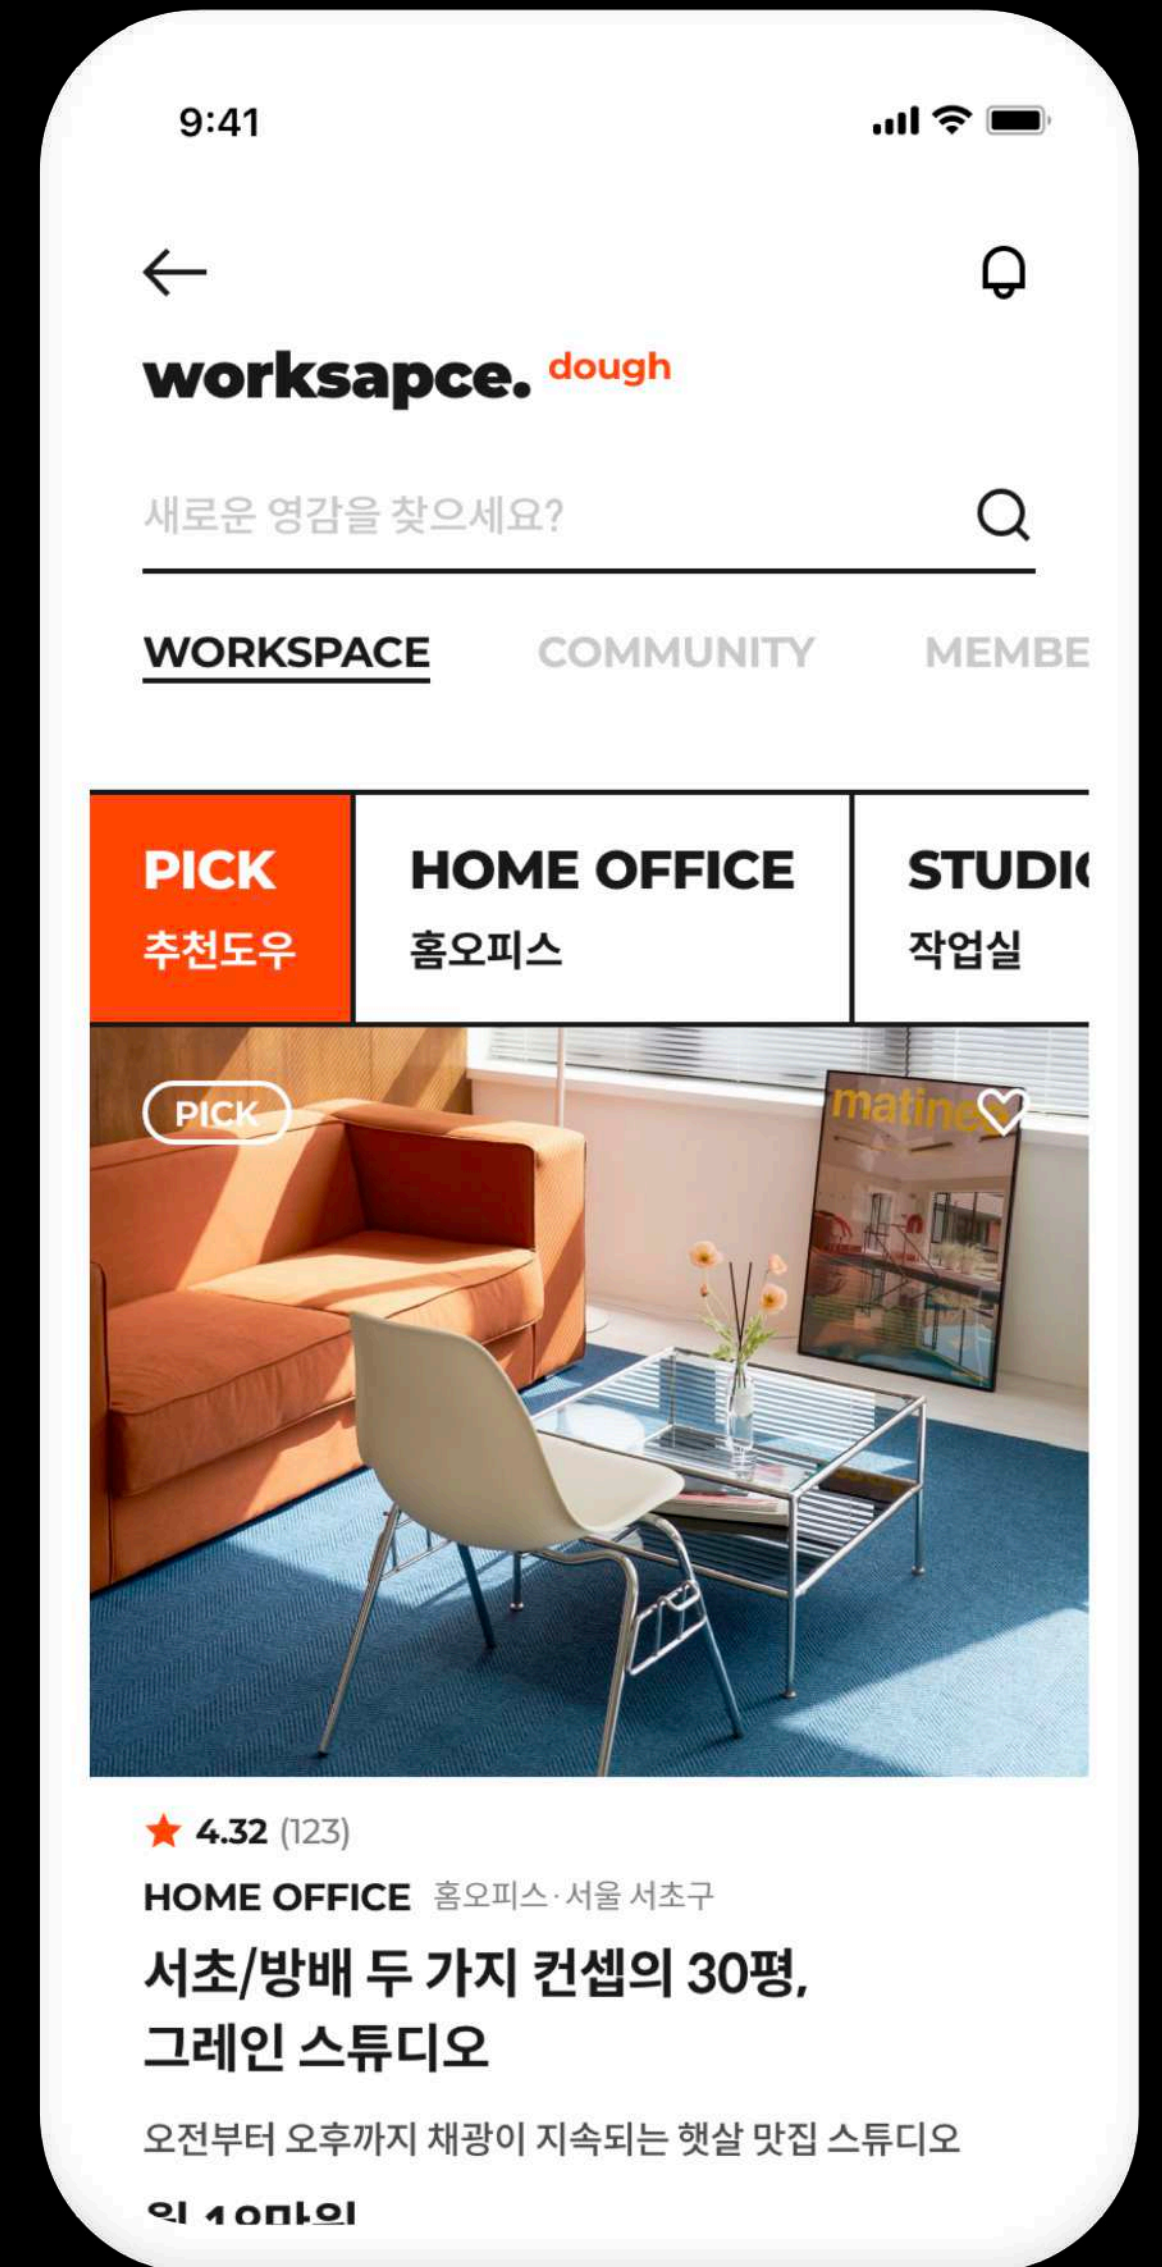 9:41
worksapce. dough
새로운 영감을 찾으세요?
WORKSPACE COMMUNITY MEMBE
PICK HOME OFFICE STUDIO
추천도우 홈오피스 작업실
PICK
matinee
4.32 (123)
HOME OFFICE 홈오피스·서울 서초구
서초/방배 두 가지 컨셉의 30평,
그레인 스튜디오
오전부터 오후까지 채광이 지속되는 햇살 맛집 스튜디오